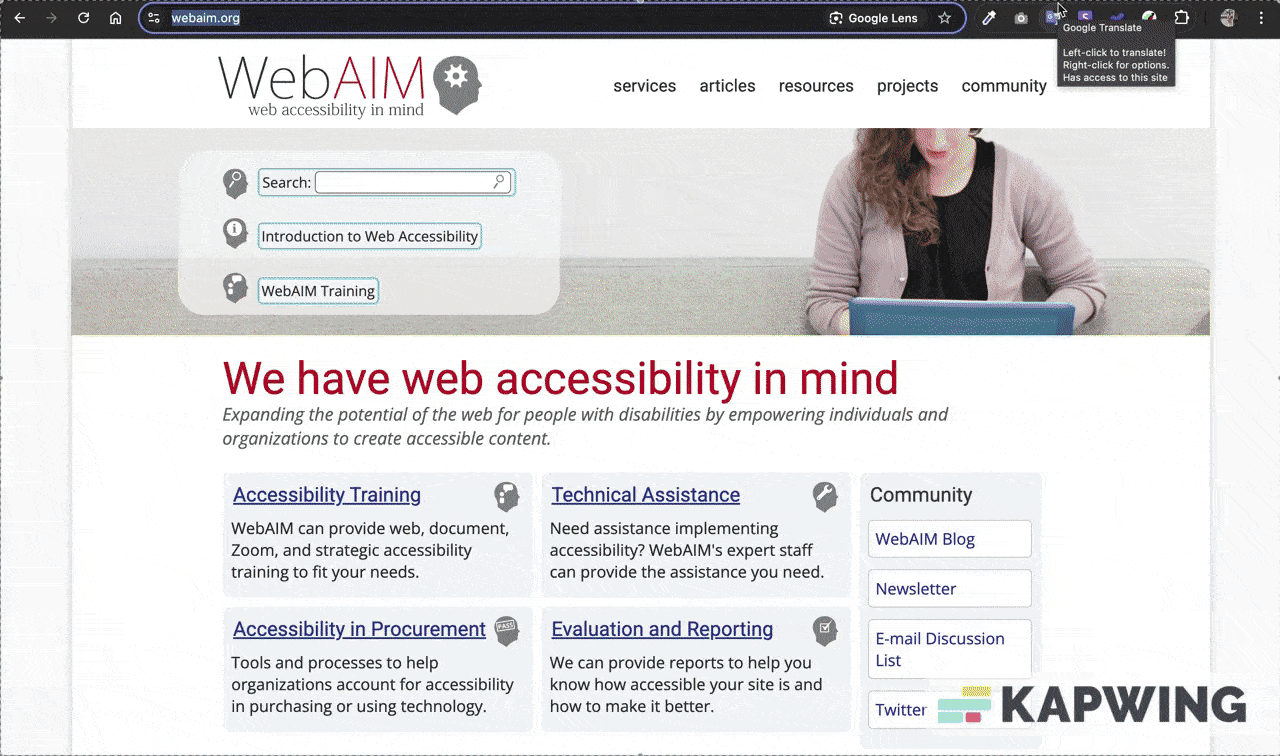 webaim.org
Google Lens
Google Translate
Left-click to translate!
Right-click for options.
Has access to this site
WebAIM
web accessibility in mind
services articles resources projects community
Search:
Introduction to Web Accessibility
WebAIM Training
We have web accessibility in mind
Expanding the potential of the web for people with disabilities by empowering individuals and
organizations to create accessible content.
Accessibility Training
WebAIM can provide web, document,
Zoom, and strategic accessibility
training to fit your needs.
Technical Assistance
Need assistance implementing
accessibility? WebAIM's expert staff
can provide the assistance you need.
Community
WebAIM Blog
Newsletter
E-mail Discussion
List
Twitter
Accessibility in Procurement
PASS
Tools and processes to help
organizations account for accessibility
in purchasing or using technology.
Evaluation and Reporting
We can provide reports to help you
know how accessible your site is and
how to make it better.
KAPWING